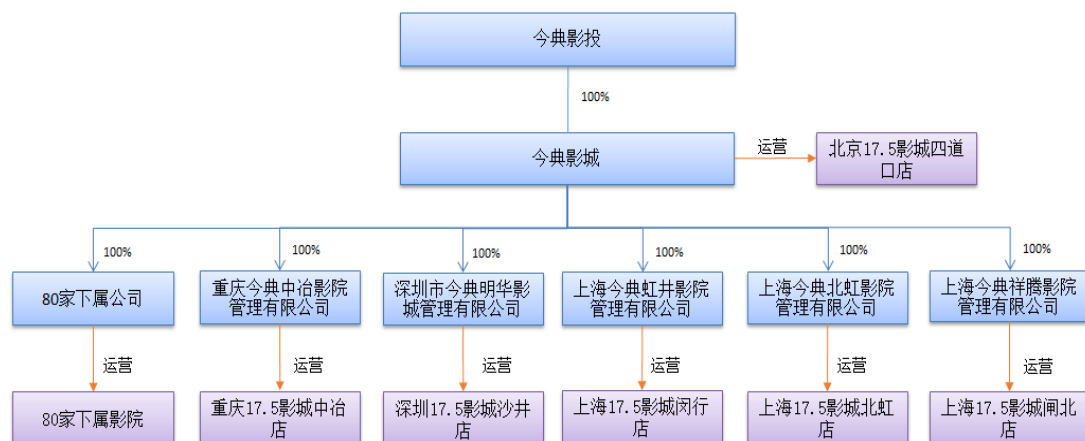 今典影投
100%
今典影城
运营
北京17.5影城四道
口店
100%
100%
100%
100%
100%
100%
80家下属公司
重庆今典中冶影院
管理有限公司
深圳市今典明华影
城管理有限公司
上海今典虹井影院
管理有限公司
上海今典北虹影院
管理有限公司
上海今典祥腾影院
管理有限公司
运营
运营
运营
运营
运营
运营
80家下属影院
重庆17.5影城中冶
店
深圳17.5影城沙井
店
上海17.5影城闵行
店
上海17.5影城北虹
店
上海17.5影城闸北
店